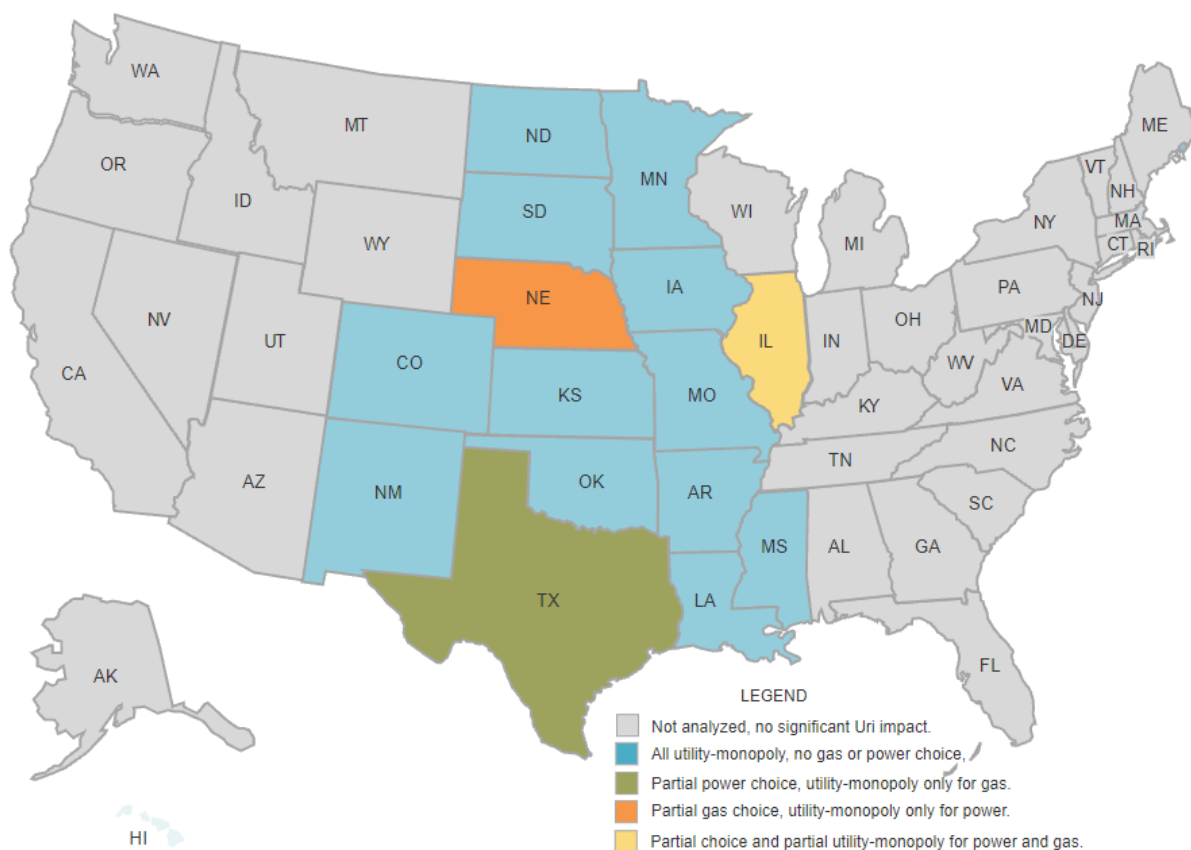 WA
MT
ND
MN
ME
OR
ID
SD
WI
VT
NH
WY
MI
NY
MA
CT
RI
NE
IA
PA
NV
UT
CO
IL
IN
OH
NJ
MD
DE
CA
KS
MO
WV
VA
KY
NC
AZ
NM
OK
AR
TN
SC
MS
AL
GA
TX
LA
FL
AK
HI
LEGEND
Not analyzed, no significant Uri impact.
All utility-monopoly, no gas or power choice,
Partial power choice, utility-monopoly only for gas.
Partial gas choice, utility-monopoly only for power.
Partial choice and partial utility-monopoly for power and gas.